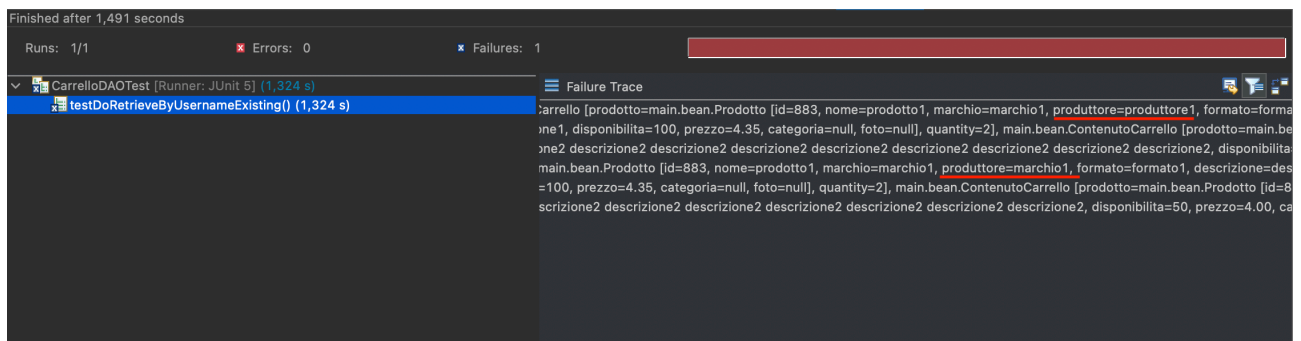 Finished after 1,491 seconds
Runs: 1/1 Errors: 0 Failures: 1
CarrelloDAOTest [Runner: JUnit 5] (1,324 s)
testDoRetrieveByUsernameExisting() (1,324 s)
Failure Trace
Carrello [prodotto=main.bean.Prodotto [id=883, nome=prodotto1, marchio=marchio1, produttore=produttore1, formato=forma
one1, disponibilita=100, prezzo=4.35, categoria=null, foto=null], quantity=2], main.bean.ContenutoCarrello [prodotto=main.be
one2 descrizione2 descrizione2 descrizione2 descrizione2 descrizione2 descrizione2 descrizione2 descrizione2, disponibilita
main.bean.Prodotto [id=883, nome=prodotto1, marchio=marchio1, produttore=marchio1, formato=formato1, descrizione=des
=100, prezzo=4.35, categoria=null, foto=null], quantity=2], main.bean.ContenutoCarrello [prodotto=main.bean.Prodotto [id=8
scrizione2 descrizione2 descrizione2 descrizione2 descrizione2 descrizione2 descrizione2, disponibilita=50, prezzo=4.00, ca